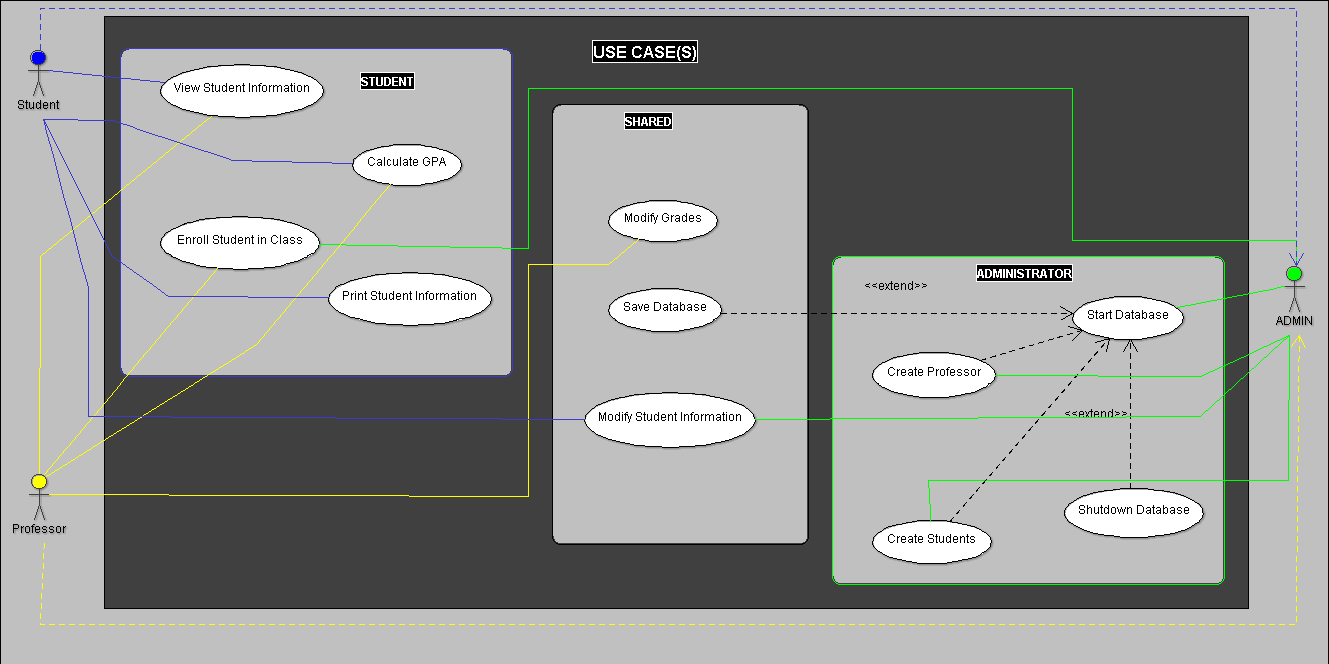 USE CASE(S)
Student
View Student Information
STUDENT
SHARED
Calculate GPA
Modify Grades
Enroll Student in Class
ADMINISTRATOR
<<extend>>
Print Student Information
Save Database
Start Database
ADMIN
Create Professor
Modify Student Information
<<extend>>
Professor
Shutdown Database
Create Students